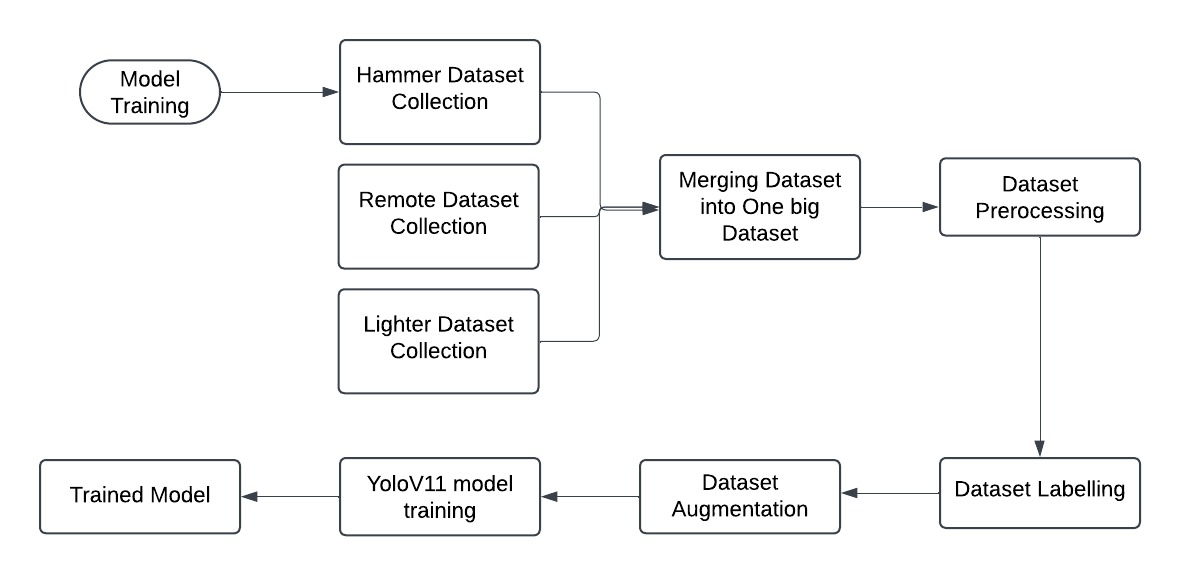 Model
Training
Hammer Dataset
Collection
Remote Dataset
Collection
Lighter Dataset
Collection
Merging Dataset
into One big
Dataset
Dataset
Prerocessing
Dataset Labelling
Dataset
Augmentation
YoloV11 model
training
Trained Model